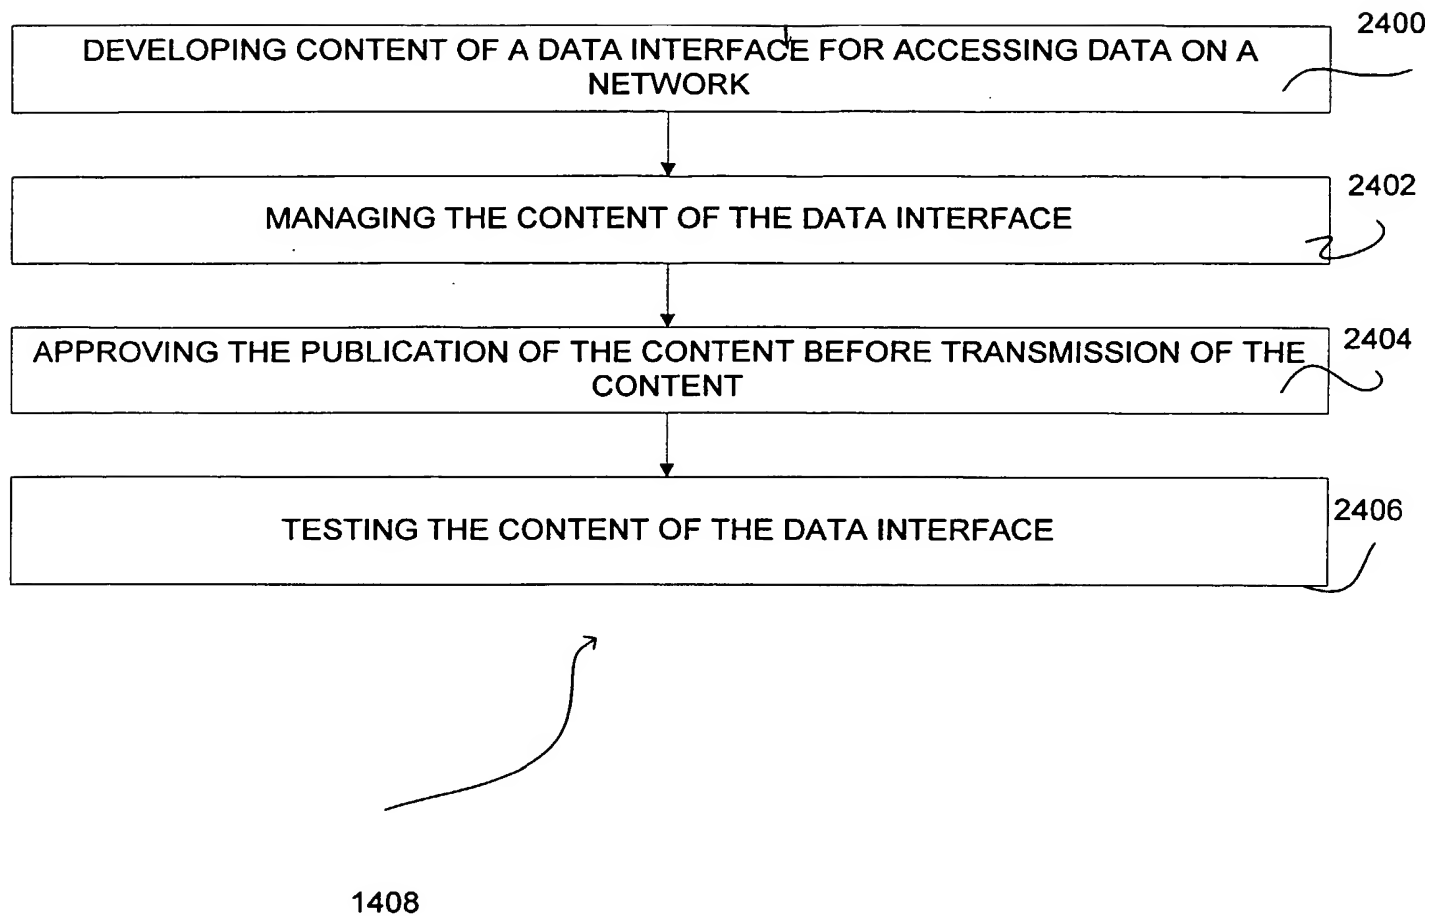 2400
DEVELOPING CONTENT OF A DATA INTERFACE FOR ACCESSING DATA ON A
NETWORK
2402
MANAGING THE CONTENT OF THE DATA INTERFACE
2404
APPROVING THE PUBLICATION OF THE CONTENT BEFORE TRANSMISSION OF THE
CONTENT
2406
TESTING THE CONTENT OF THE DATA INTERFACE
1408